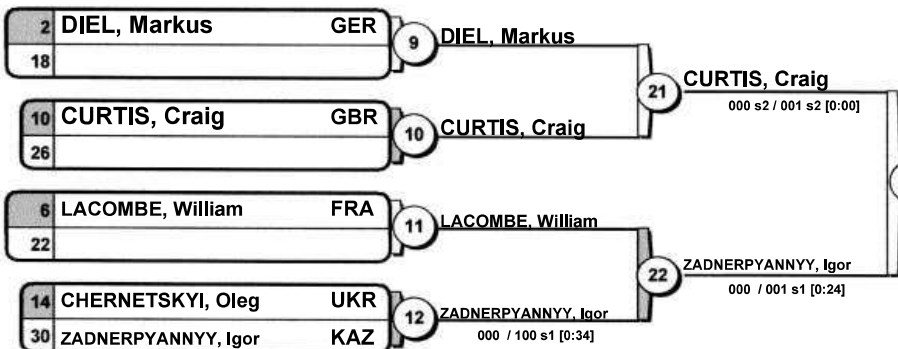 2 DIEL, Markus GER
18
9 DIEL, Markus
10 CURTIS, Craig GBR
26
10 CURTIS, Craig
21 CURTIS, Craig
000 s2 / 001 s2 [0:00]
6 LACOMBE, William FRA
22
11 LACOMBE, William
14 CHERNETSKYI, Oleg UKR
30 ZADNERPYANNYY, Igor KAZ
12 ZADNERPYANNYY, Igor
000 / 100 s1 [0:34]
22 ZADNERPYANNYY, Igor
000 / 001 s1 [0:24]